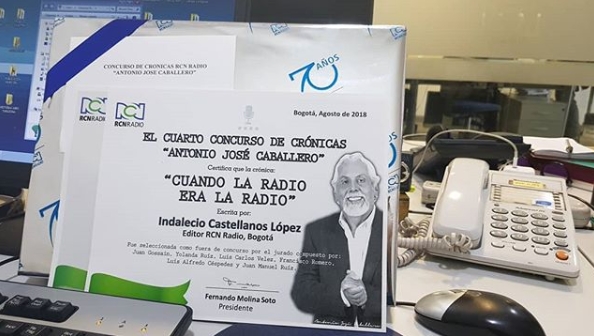 CONCURSO DE CRÓNICAS RCN RADIO
"ANTONIO JOSE CABALLERO"
70 AÑOS
RCN RADIO
RCN RADIO
Bogotá, Agosto de 2018
EL CUARTO CONCURSO DE CRÓNICAS
"ANTONIO JOSÉ CABALLERO"
Certifica que la crónica:
"CUANDO LA RADIO
ERA LA RADIO"
Escrita por:
Indalecio Castellanos López
Editor RCN Radio, Bogotá
Fue seleccionada como fuera de concurso por el jurado compuesto por:
Juan Gossain, Yolanda Ruiz, Luis Carlos Velez, Francisco Romero,
Luis Alfredo Céspedes y Juan Manuel Ruiz.
Fernando Molina Soto
Presidente